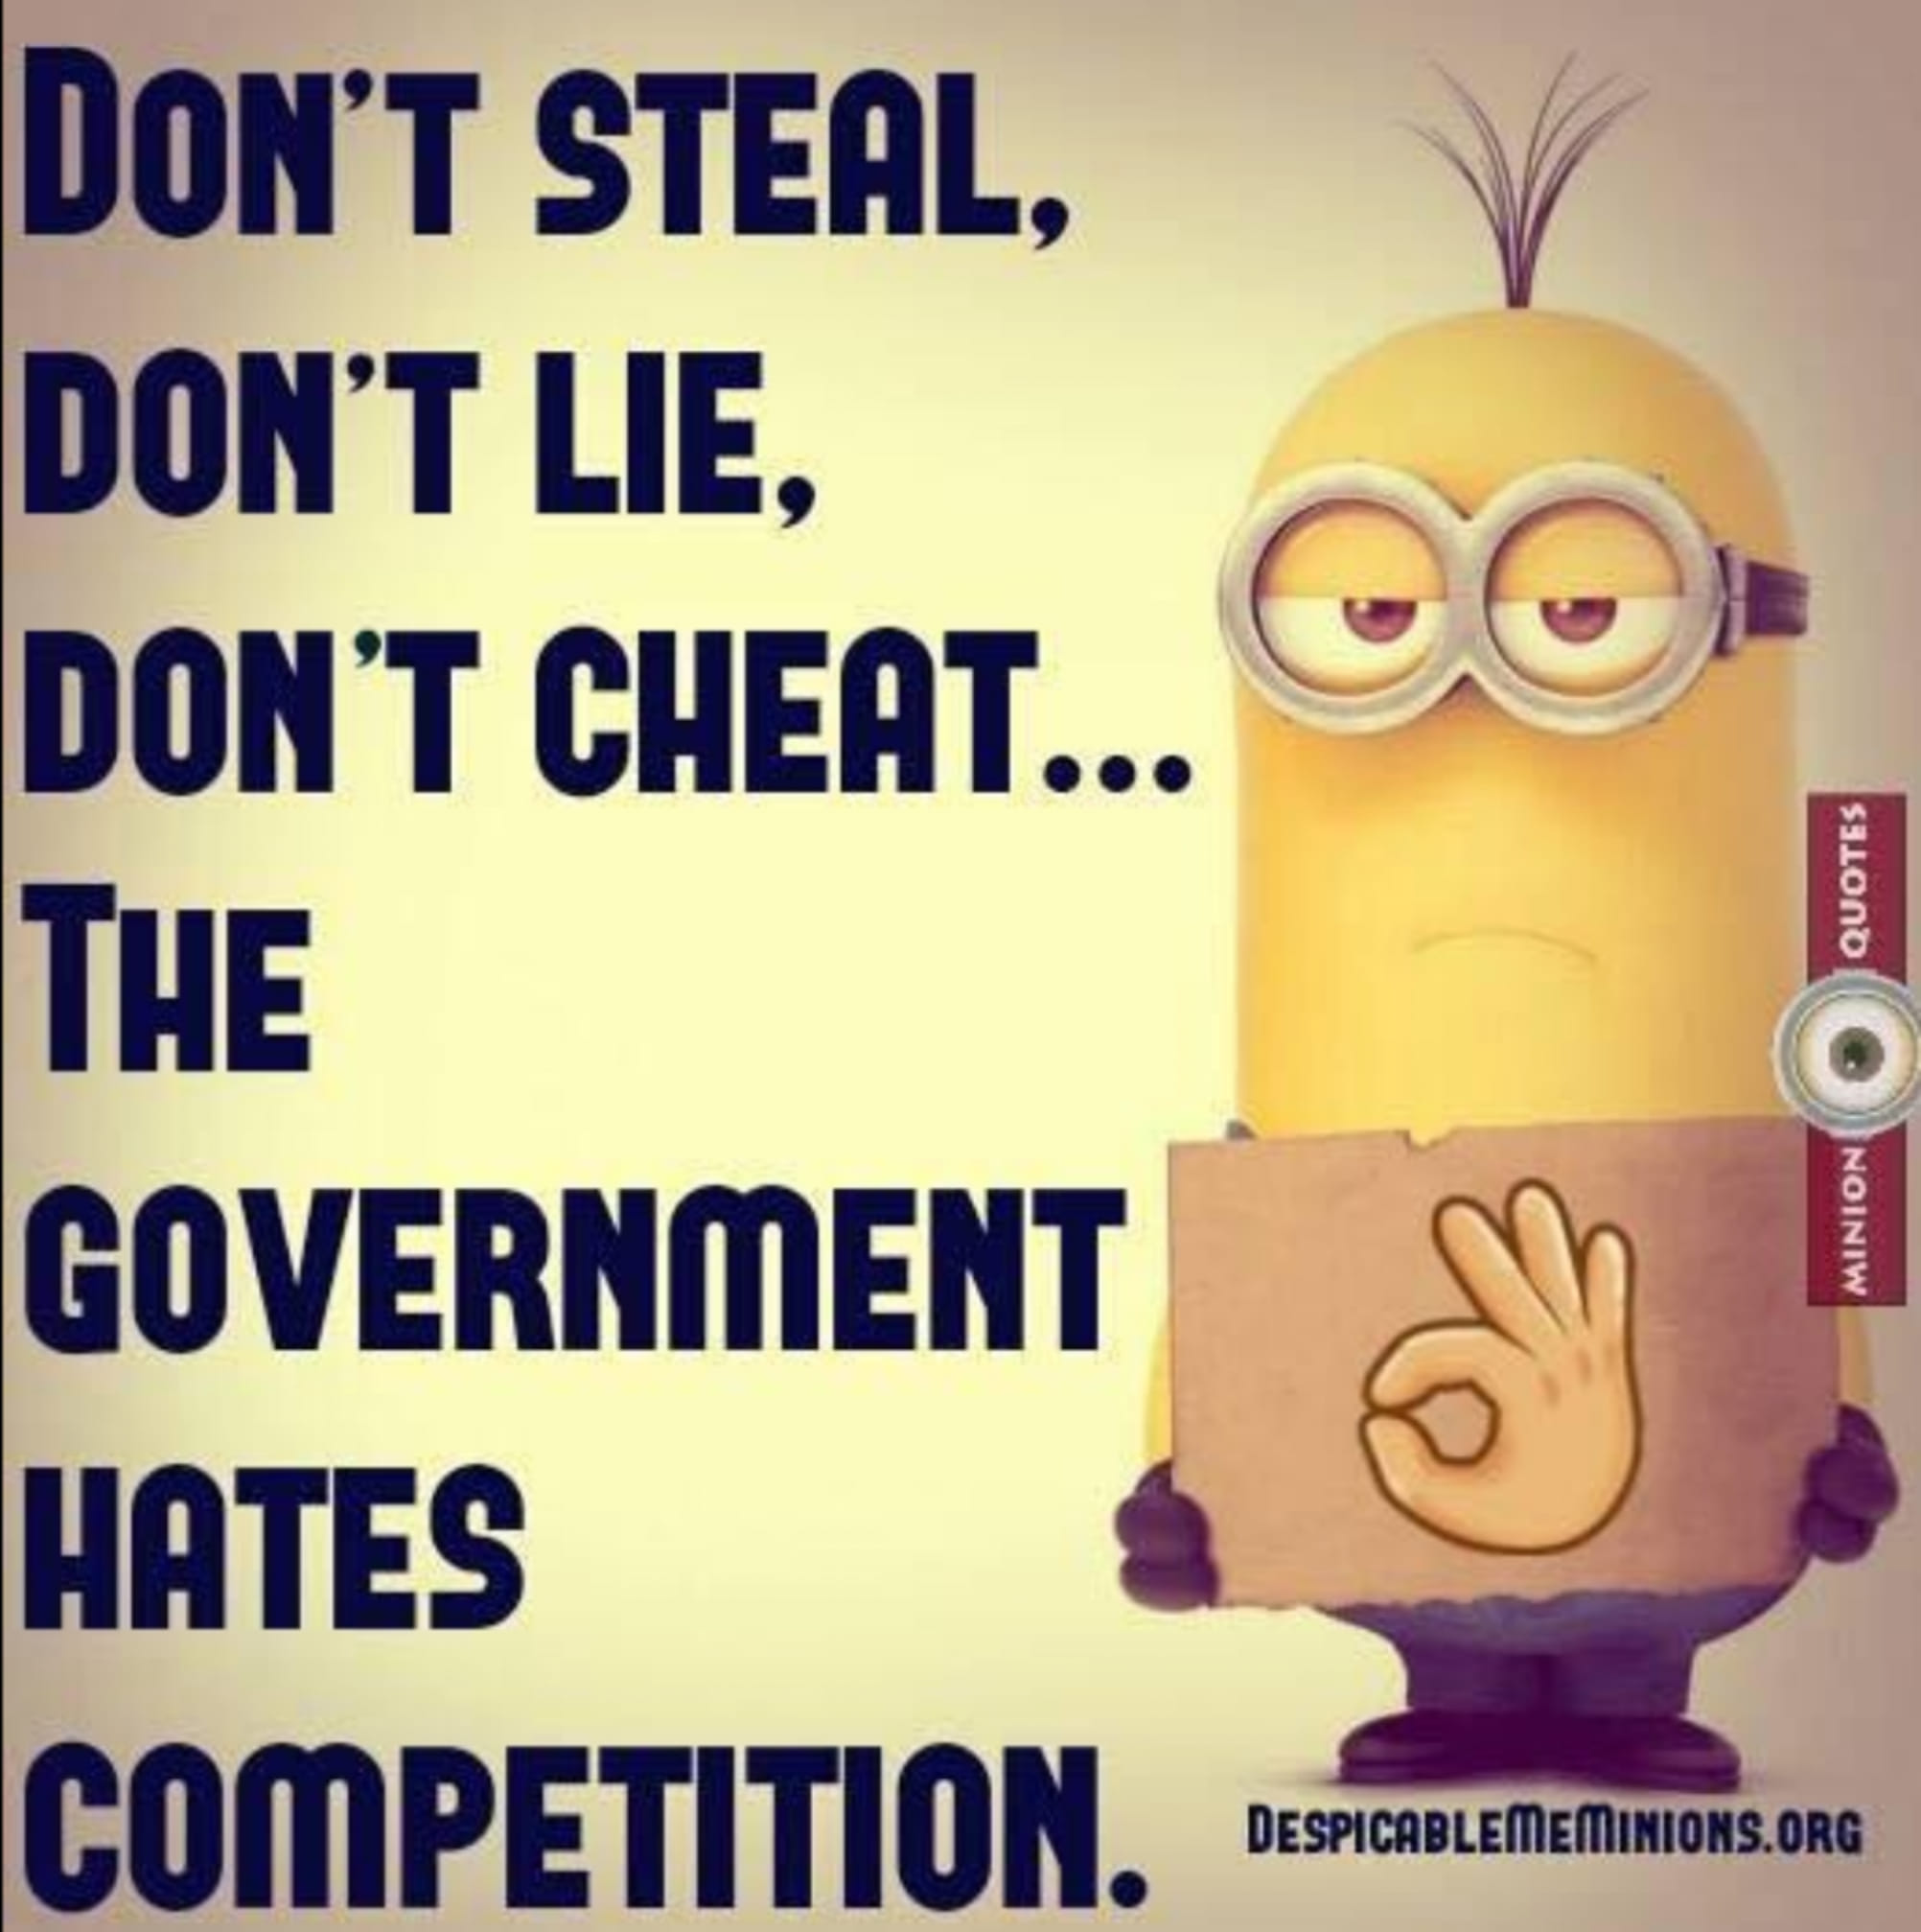 Don't steal,
don't lie,
don't cheat...
The
government
hates
competition.
MINION QUOTES
DespicableMeMinions.org